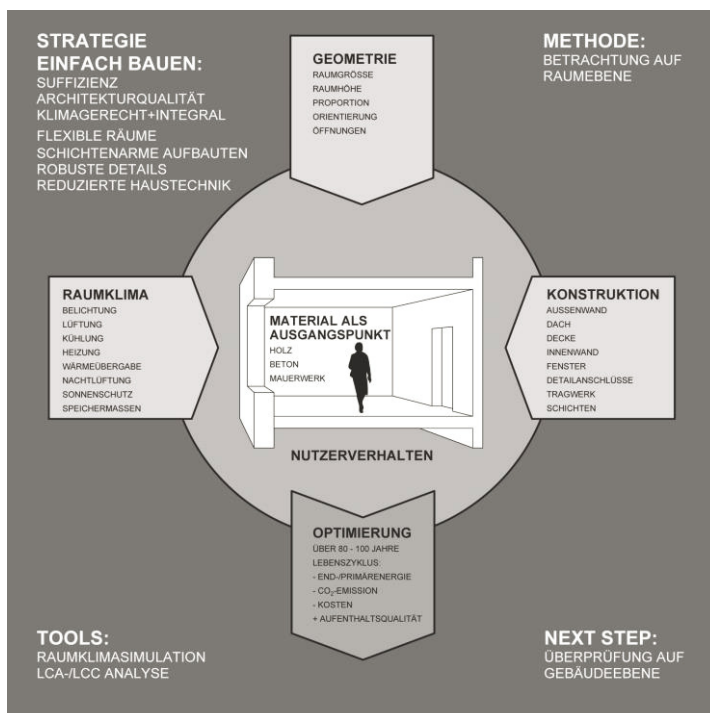 STRATEGIE
EINFACH BAUEN:
SUFFIZIENZ
ARCHITEKTURQUALITÄT
KLIMAGERECHT+INTEGRAL
FLEXIBLE RÄUME
SCHICHTENARME AUFBAUTEN
ROBUSTE DETAILS
REDUZIERTE HAUSTECHNIK
GEOMETRIE
RAUMGRÖSSE
RAUMHÖHE
PROPORTION
ORIENTIERUNG
ÖFFNUNGEN
METHODE:
BETRACHTUNG AUF
RAUMEBENE
RAUMKLIMA
BELICHTUNG
LÜFTUNG
KÜHLUNG
HEIZUNG
WÄRMEÜBERGABE
NACHTLÜFTUNG
SONNENSCHUTZ
SPEICHERMASSEN
MATERIAL ALS
AUSGANGSPUNKT
HOLZ
BETON
MAUERWERK
NUTZERVERHALTEN
KONSTRUKTION
AUSSENWAND
DACH
DECKE
INNENWAND
FENSTER
DETAILANSCHLÜSSE
TRAGWERK
SCHICHTEN
OPTIMIERUNG
ÜBER 80 - 100 JAHRE
LEBENSZYKLUS:
- END-/PRIMÄRENERGIE
- CO₂-EMISSION
- KOSTEN
+ AUFENTHALTSQUALITÄT
TOOLS:
RAUMKLIMASIMULATION
LCA-/LCC ANALYSE
NEXT STEP:
ÜBERPRÜFUNG AUF
GEBÄUDEEBENE